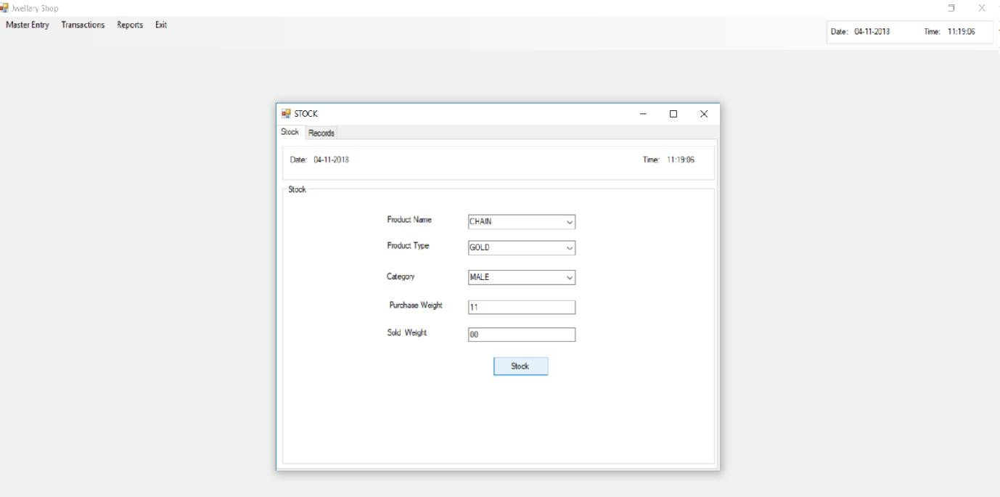 Jwellary Shop
Master Entry Transactions Reports Exit
Date: 04-11-2018 Time: 11:19:06
STOCK
Stock Records
Date: 04-11-2018 Time: 11:19:06
Stock
Product Name CHAIN
Product Type GOLD
Category MALE
Purchase Weight 11
Sold Weight 00
Stock